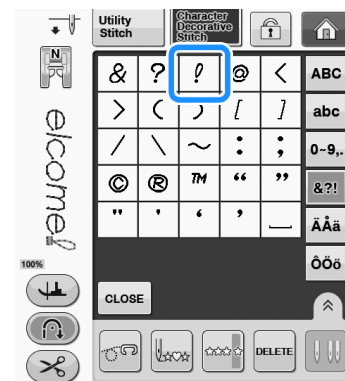 Utility Stitch
Character Decorative Stitch
N
& ? ! @ < ABC
> ( ) [ ] abc
/ \ ~ : ; 0~9,.
© ® TM “ ” &?!
" ' ‘ ’ _ ÄÅä
ÔÖö
elcome!
100%
CLOSE
DELETE